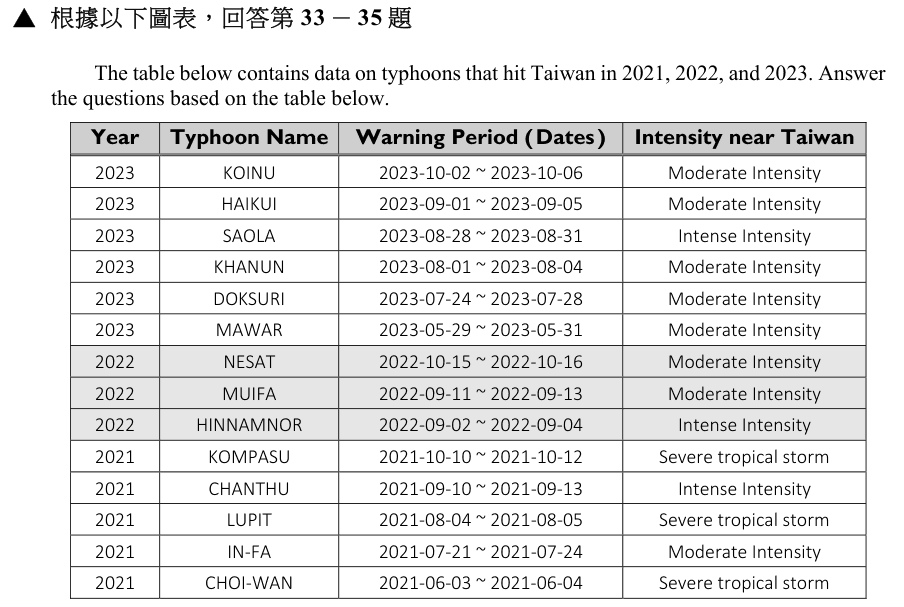 ▲ 根據以下圖表，回答第 33 － 35 題
The table below contains data on typhoons that hit Taiwan in 2021, 2022, and 2023. Answer
the questions based on the table below.
Year Typhoon Name Warning Period (Dates) Intensity near Taiwan
2023 KOINU 2023-10-02 ~ 2023-10-06 Moderate Intensity
2023 HAIKUI 2023-09-01 ~ 2023-09-05 Moderate Intensity
2023 SAOLA 2023-08-28 ~ 2023-08-31 Intense Intensity
2023 KHANUN 2023-08-01 ~ 2023-08-04 Moderate Intensity
2023 DOKSURI 2023-07-24 ~ 2023-07-28 Moderate Intensity
2023 MAWAR 2023-05-29 ~ 2023-05-31 Moderate Intensity
2022 NESAT 2022-10-15 ~ 2022-10-16 Moderate Intensity
2022 MUIFA 2022-09-11 ~ 2022-09-13 Moderate Intensity
2022 HINNAMNOR 2022-09-02 ~ 2022-09-04 Intense Intensity
2021 KOMPASU 2021-10-10 ~ 2021-10-12 Severe tropical storm
2021 CHANTHU 2021-09-10 ~ 2021-09-13 Intense Intensity
2021 LUPIT 2021-08-04 ~ 2021-08-05 Severe tropical storm
2021 IN-FA 2021-07-21 ~ 2021-07-24 Moderate Intensity
2021 CHOI-WAN 2021-06-03 ~ 2021-06-04 Severe tropical storm